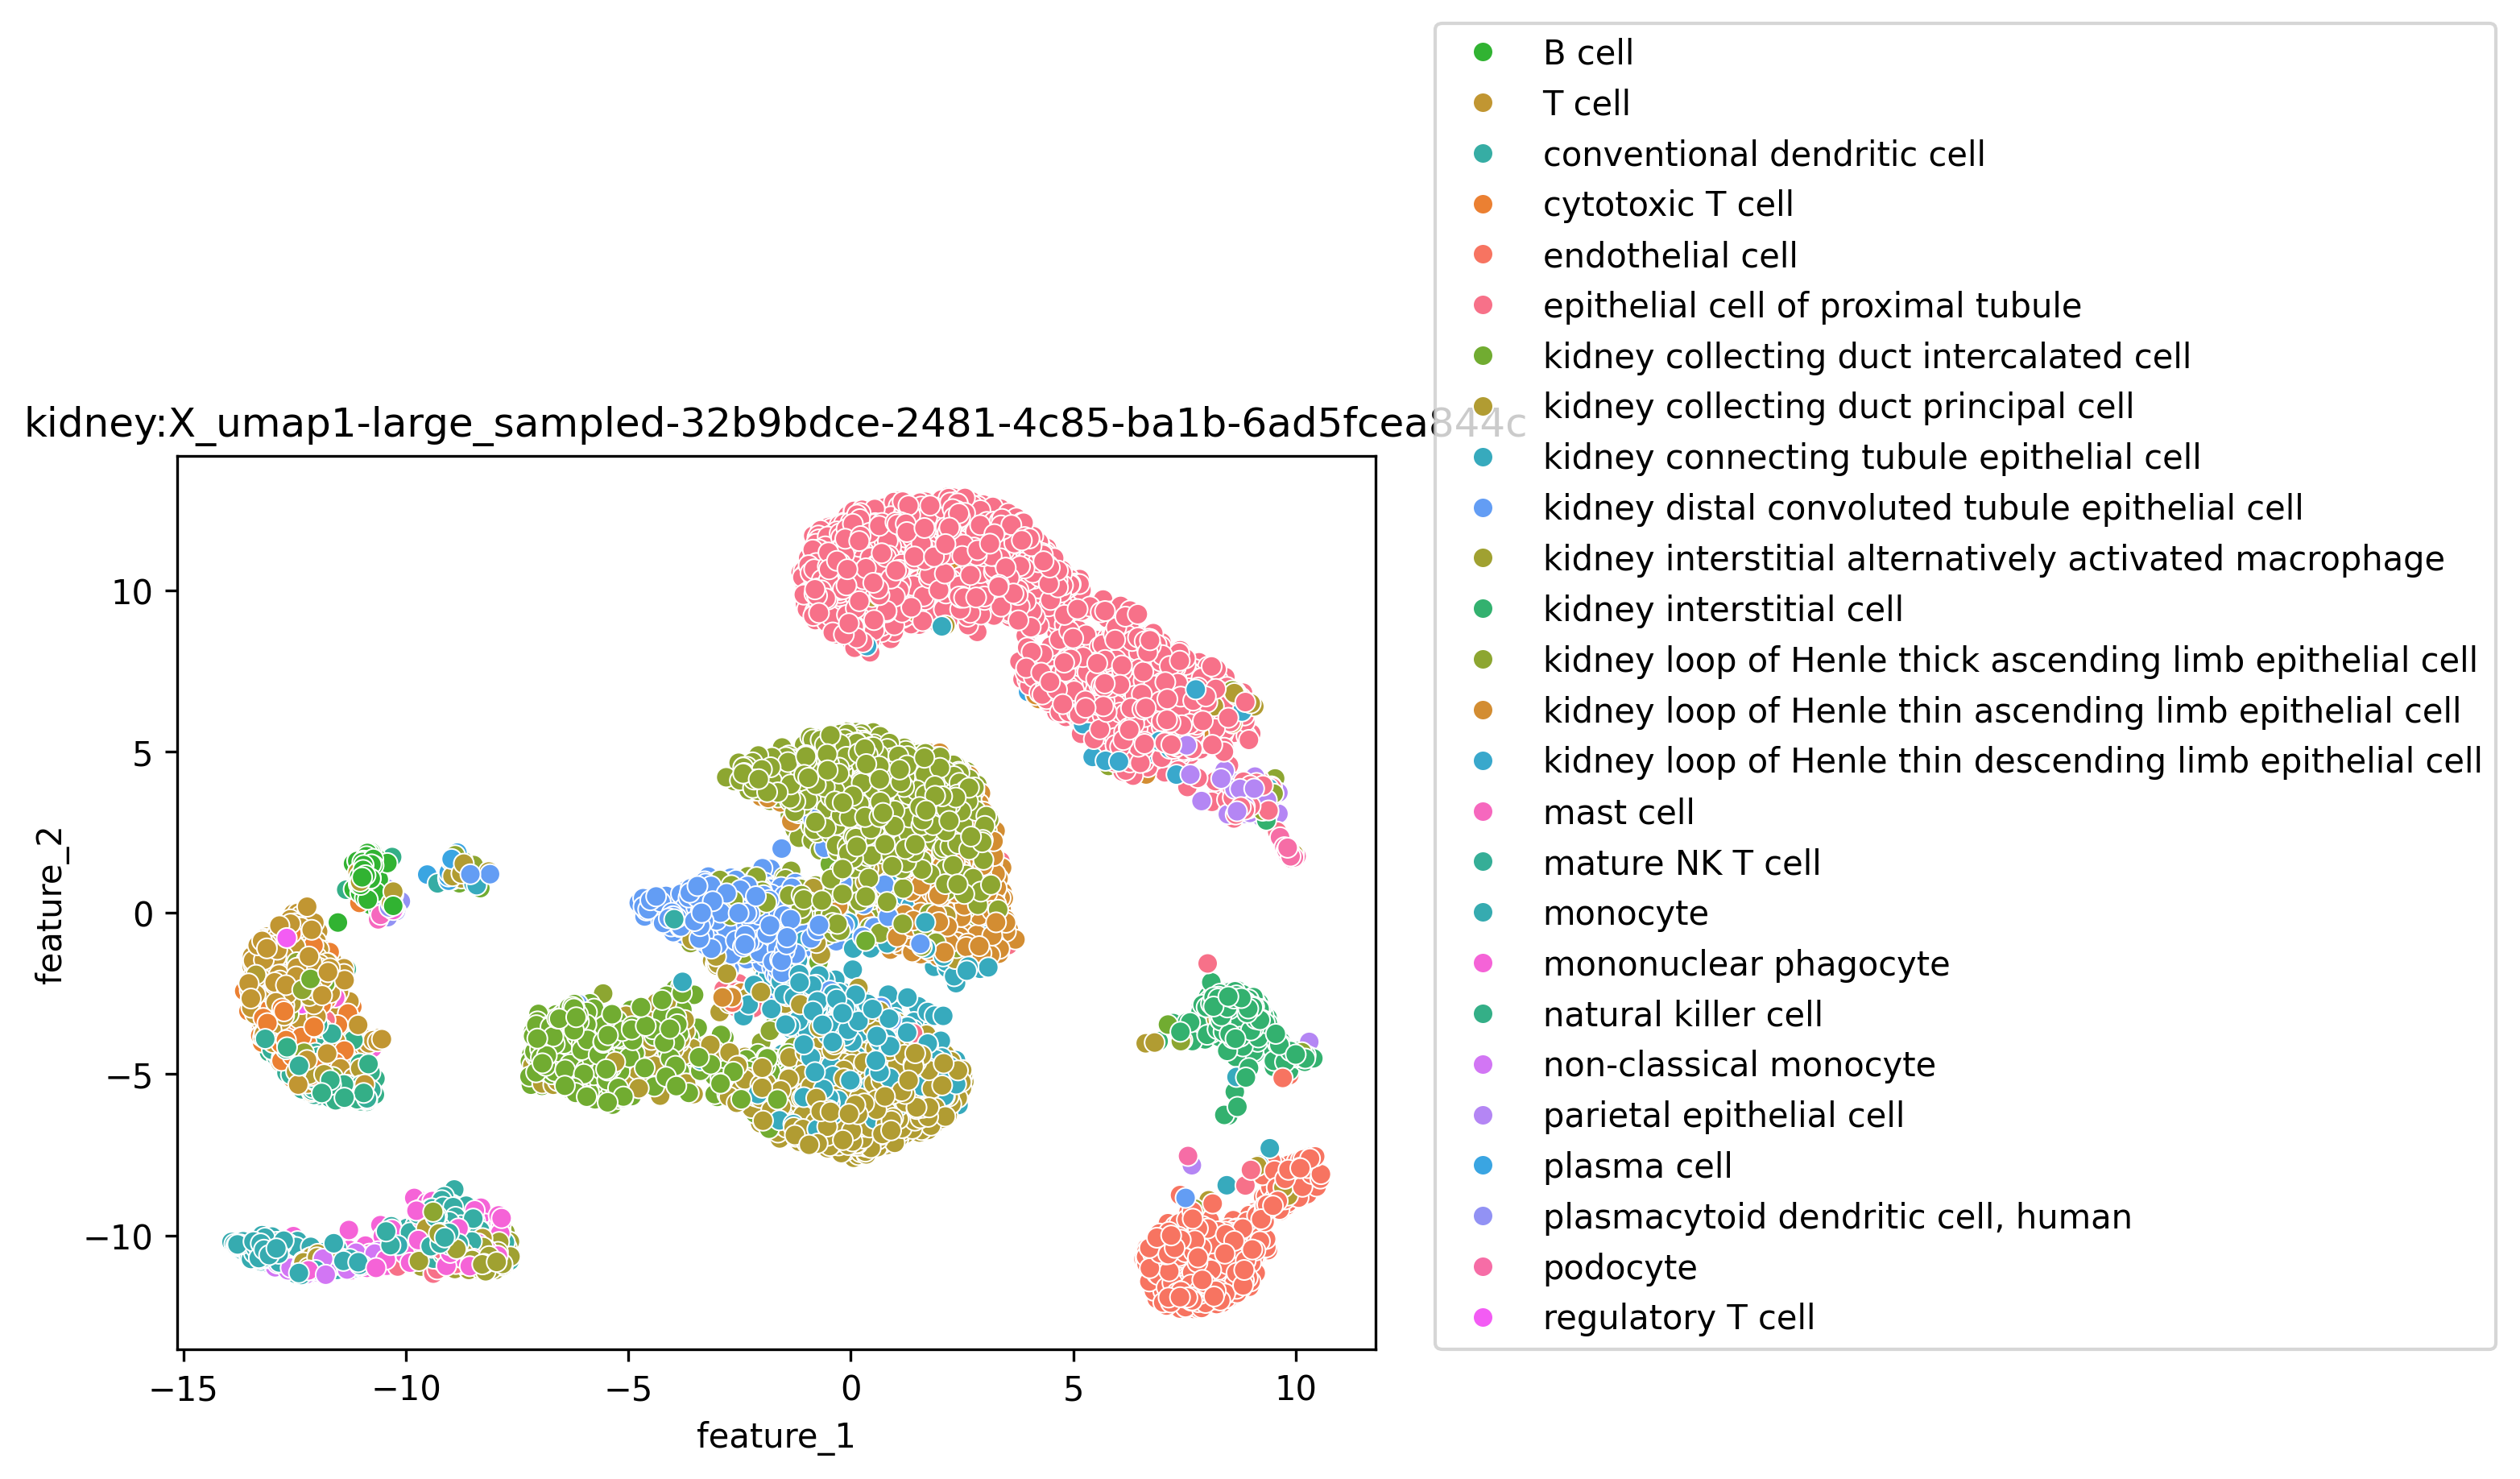 B cell
T cell
conventional dendritic cell
cytotoxic T cell
endothelial cell
epithelial cell of proximal tubule
kidney collecting duct intercalated cell
kidney collecting duct principal cell
kidney connecting tubule epithelial cell
kidney distal convoluted tubule epithelial cell
kidney interstitial alternatively activated macrophage
kidney interstitial cell
kidney loop of Henle thick ascending limb epithelial cell
kidney loop of Henle thin ascending limb epithelial cell
kidney loop of Henle thin descending limb epithelial cell
mast cell
mature NK T cell
monocyte
mononuclear phagocyte
natural killer cell
non-classical monocyte
parietal epithelial cell
plasma cell
plasmacytoid dendritic cell, human
podocyte
regulatory T cell
kidney:X_umap1-large_sampled-32b9bdce-2481-4c85-ba1b-6ad5fcea844c
feature_2
10
5
0
−5
−10
−15 −10 −5 0 5 10
feature_1